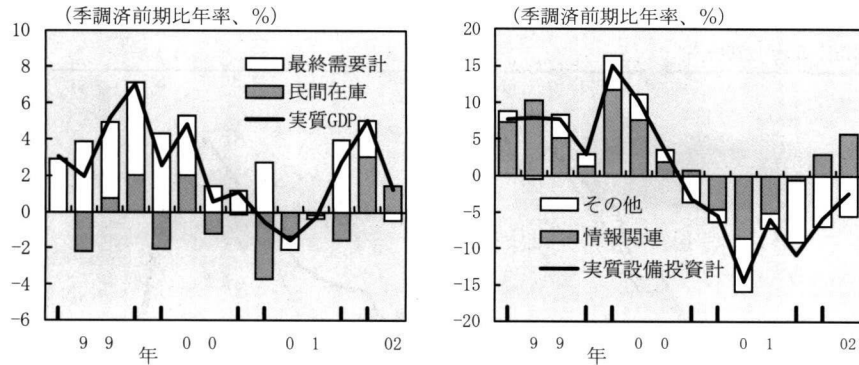 (季調済前期比年率、%)
10
8
6
4
2
0
-2
-4
-6
最終需要計
民間在庫
実質GDP
9 9 年 0 0 0 1 02
(季調済前期比年率、%)
20
15
10
5
0
-5
-10
-15
-20
その他
情報関連
実質設備投資計
9 9 年 0 0 0 1 02